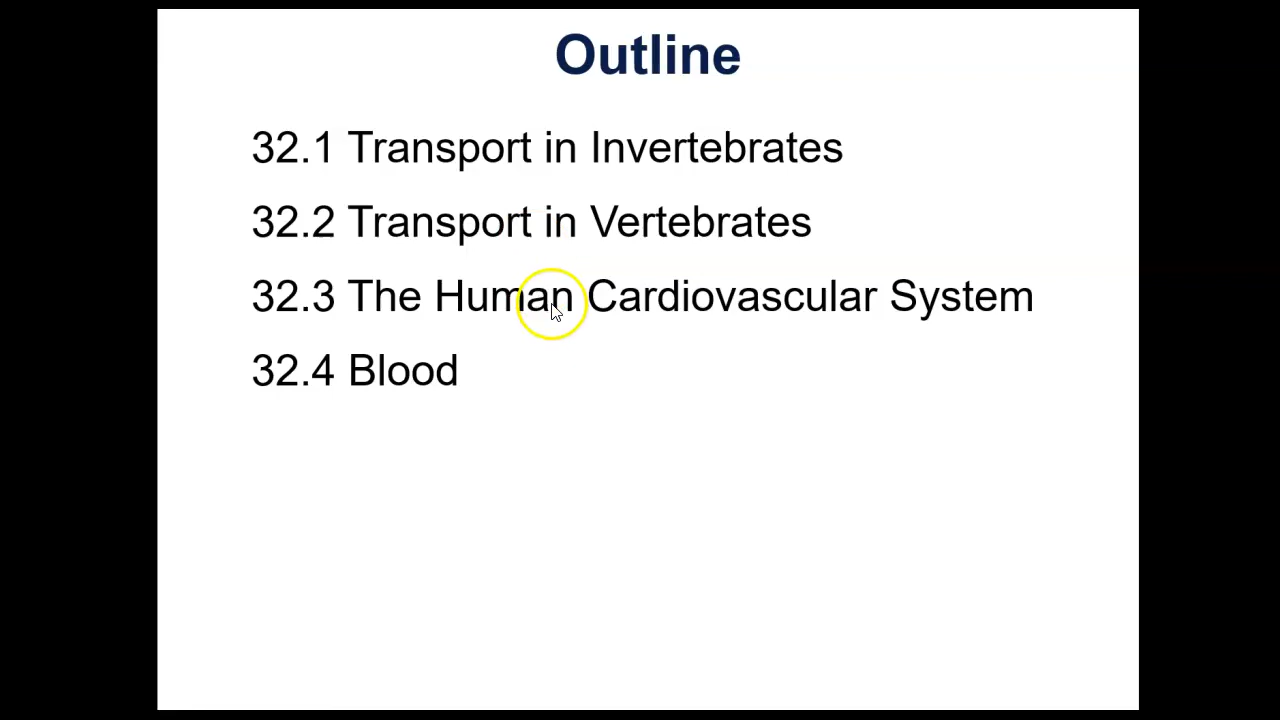 Outline
32.1 Transport in Invertebrates
32.2 Transport in Vertebrates
32.3 The Human Cardiovascular System
32.4 Blood